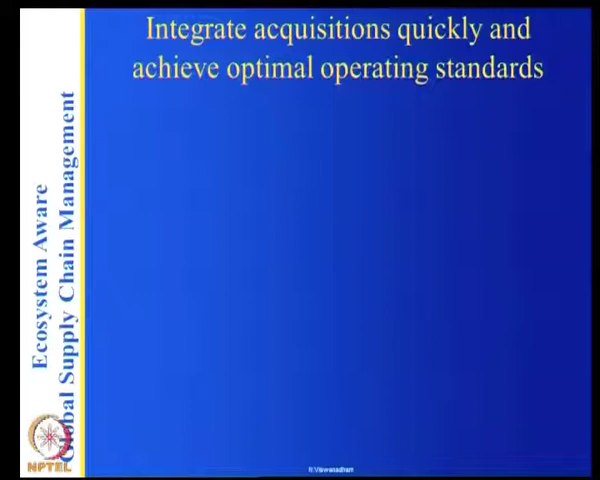 Integrate acquisitions quickly and
achieve optimal operating standards
Ecosystem Aware
Global Supply Chain Management
NPTEL
N.Viswanadham